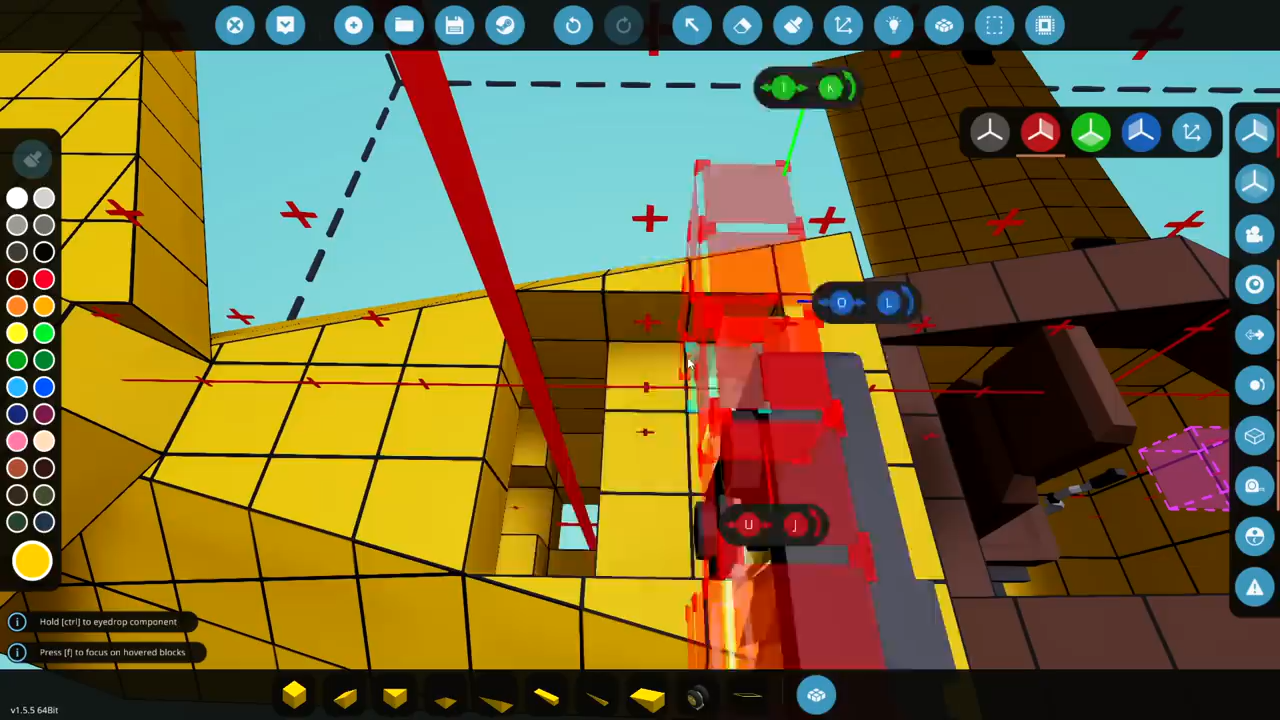 I K
O L
U J
Hold [ctrl] to eyedrop component
Press [f] to focus on hovered blocks
v1.5.5 64Bit